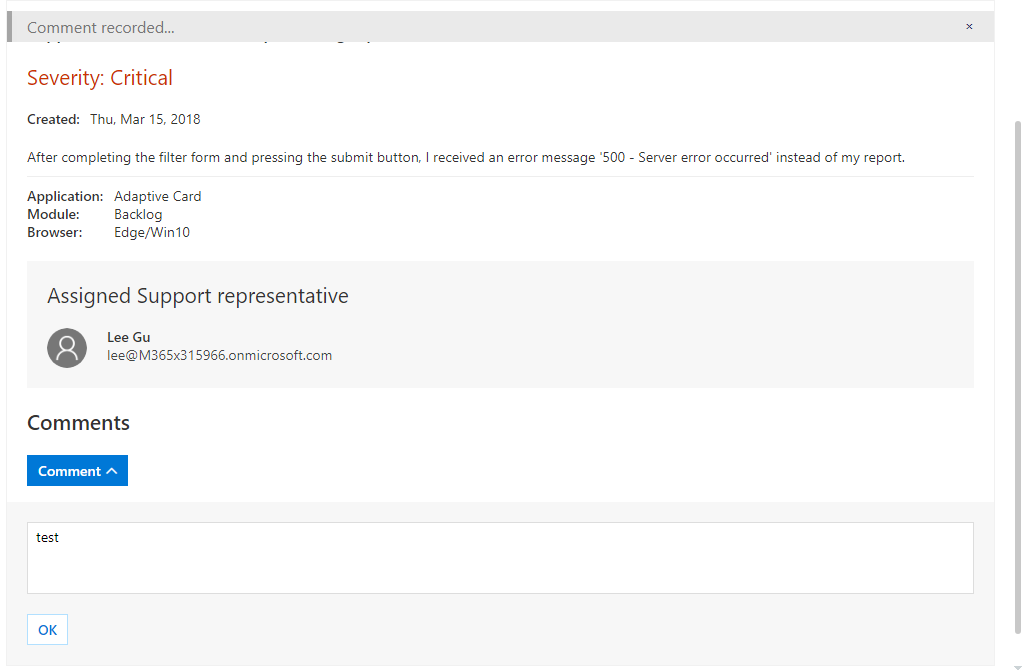 Comment recorded...
×
Severity: Critical
Created: Thu, Mar 15, 2018
After completing the filter form and pressing the submit button, I received an error message '500 - Server error occurred' instead of my report.
Application: Adaptive Card
Module: Backlog
Browser: Edge/Win10
Assigned Support representative
Lee Gu
lee@M365x315966.onmicrosoft.com
Comments
Comment
test
OK